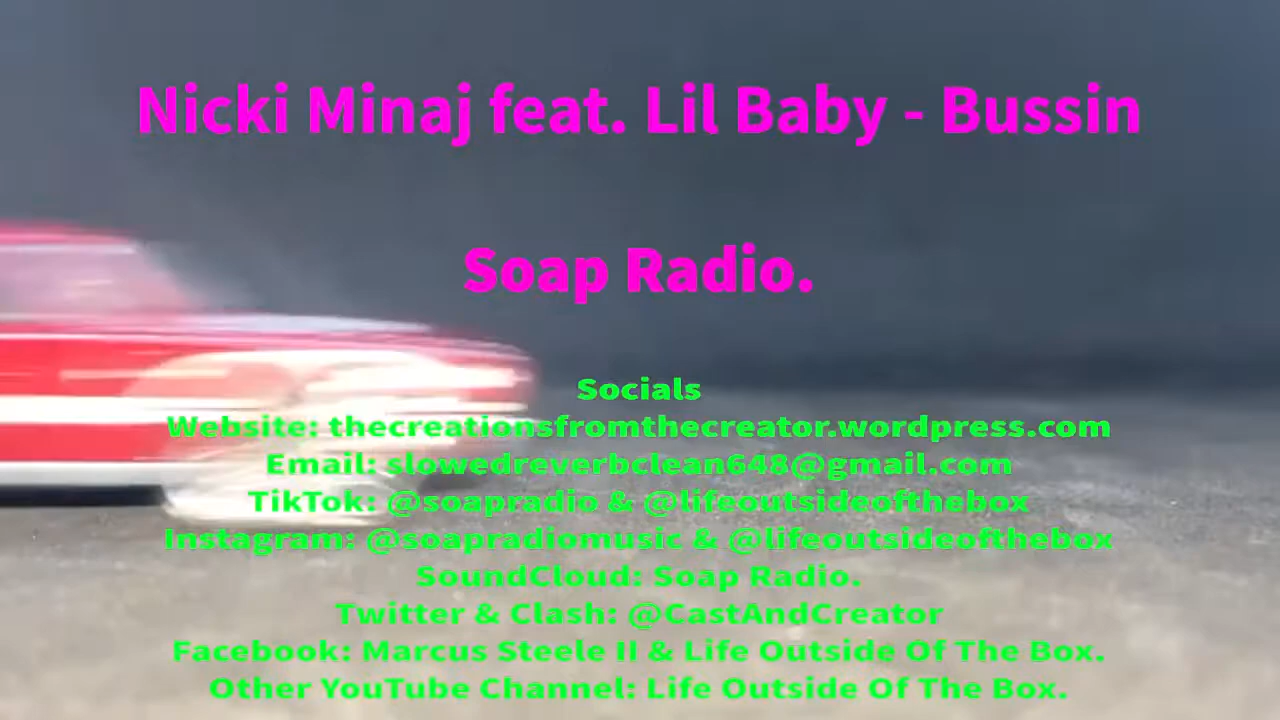 Nicki Minaj feat. Lil Baby - Bussin
Soap Radio.
Socials
Website: thecreationsfromthecreator.wordpress.com
Email: slowedreverbclean648@gmail.com
TikTok: @soapradio & @lifeoutsideofthebox
Instagram: @soapradiomusic & @lifeoutsideofthebox
SoundCloud: Soap Radio.
Twitter & Clash: @CastAndCreator
Facebook: Marcus Steele II & Life Outside Of The Box.
Other YouTube Channel: Life Outside Of The Box.